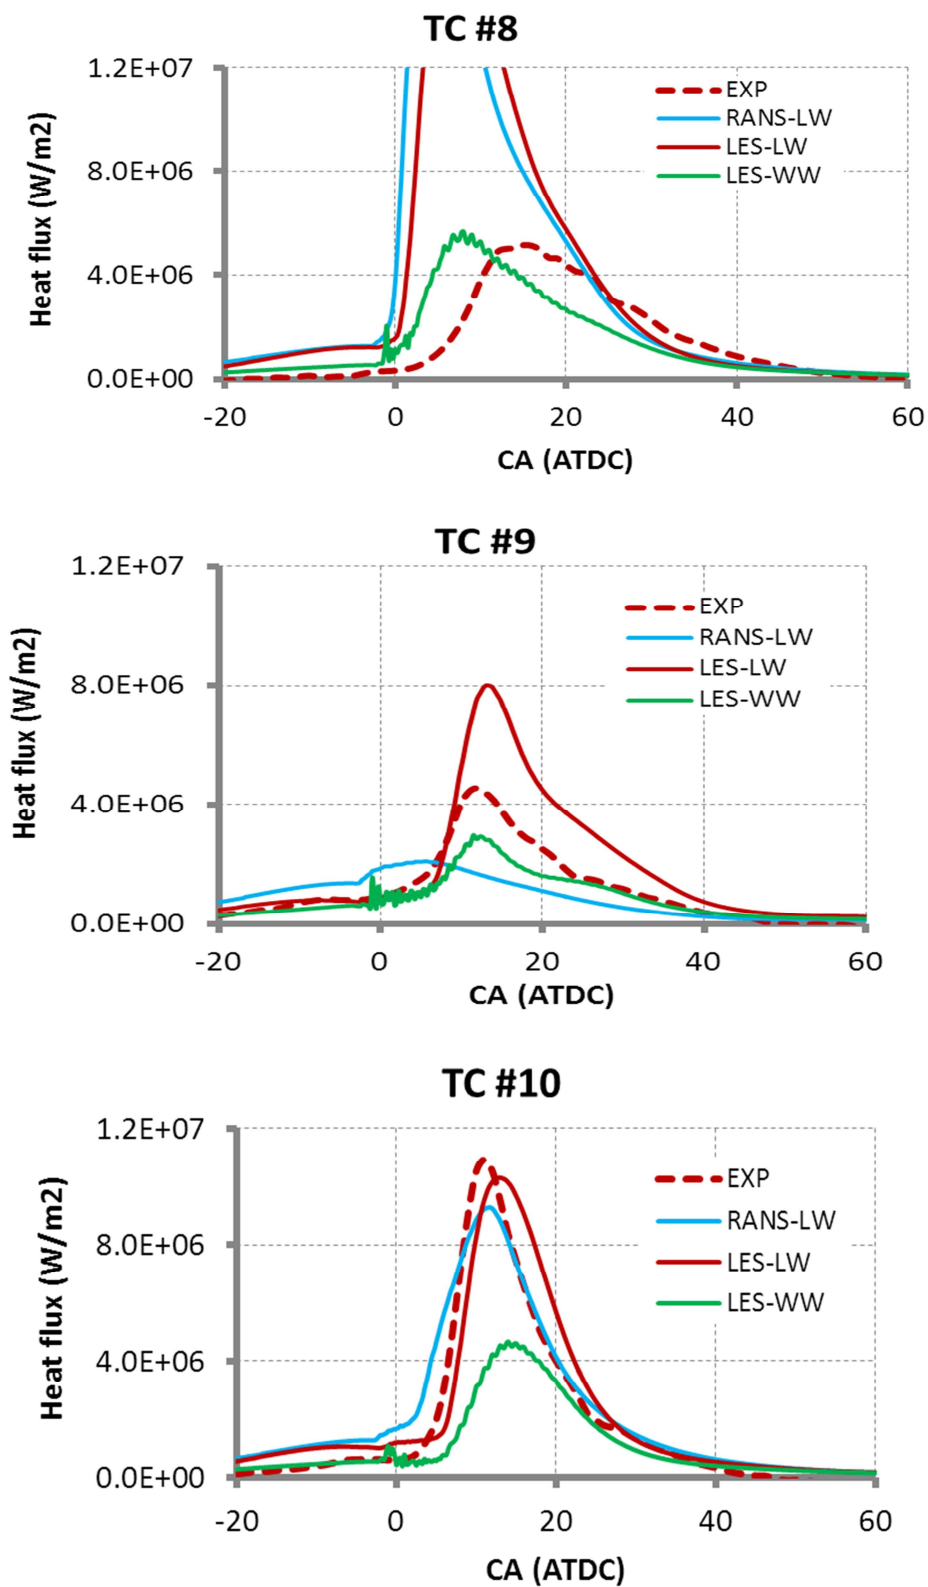 TC #8
1.2E+07
8.0E+06
4.0E+06
0.0E+00
Heat flux (W/m2)
EXP
RANS-LW
LES-LW
LES-WW
-20 0 20 40 60
CA (ATDC)
TC #9
1.2E+07
8.0E+06
4.0E+06
0.0E+00
Heat flux (W/m2)
EXP
RANS-LW
LES-LW
LES-WW
-20 0 20 40 60
CA (ATDC)
TC #10
1.2E+07
8.0E+06
4.0E+06
0.0E+00
Heat flux (W/m2)
EXP
RANS-LW
LES-LW
LES-WW
-20 0 20 40 60
CA (ATDC)